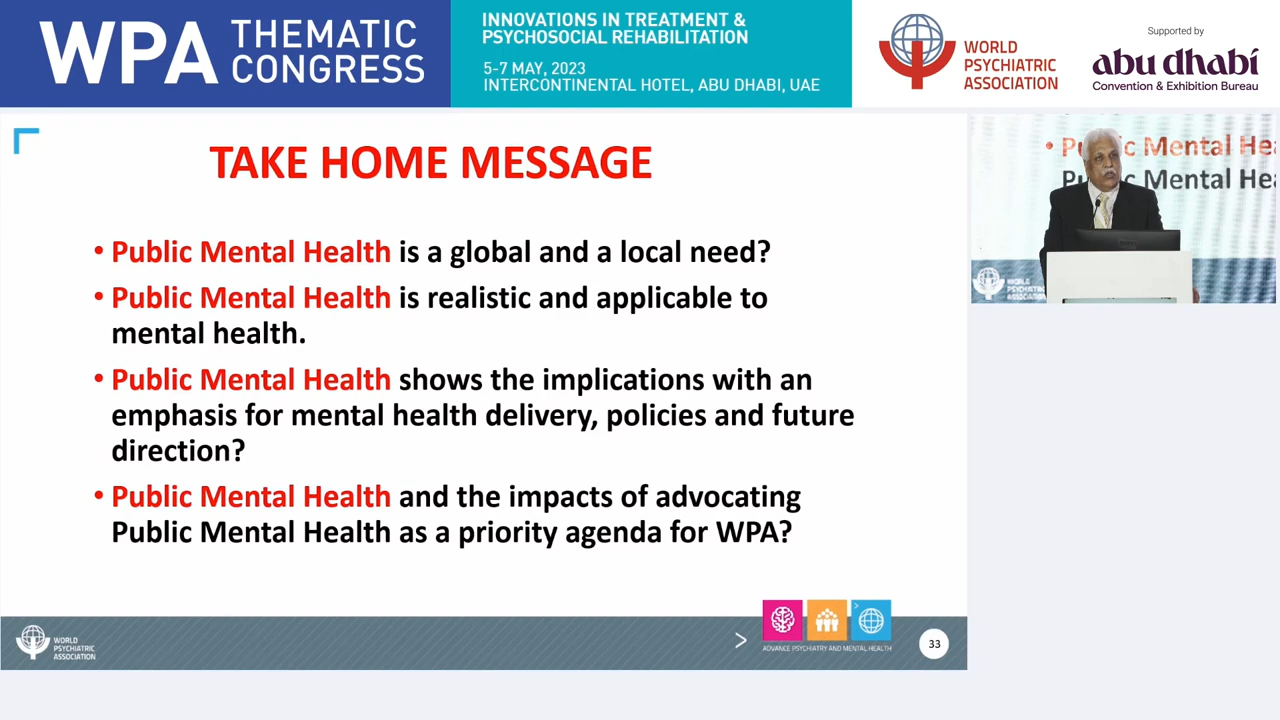 WPA THEMATIC CONGRESS
INNOVATIONS IN TREATMENT &
PSYCHOSOCIAL REHABILITATION
5-7 MAY, 2023
INTERCONTINENTAL HOTEL, ABU DHABI, UAE
WORLD
PSYCHIATRIC
ASSOCIATION
Supported by
abu dhabi
Convention & Exhibition Bureau
TAKE HOME MESSAGE
• Public Mental Health is a global and a local need?
• Public Mental Health is realistic and applicable to
mental health.
• Public Mental Health shows the implications with an
emphasis for mental health delivery, policies and future
direction?
• Public Mental Health and the impacts of advocating
Public Mental Health as a priority agenda for WPA?
• Mental
Mental
WORLD
PSYCHIATRIC
ASSOCIATION
WORLD
PSYCHIATRIC
ASSOCIATION
>
ADVANCE PSYCHIATRY AND MENTAL HEALTH
33